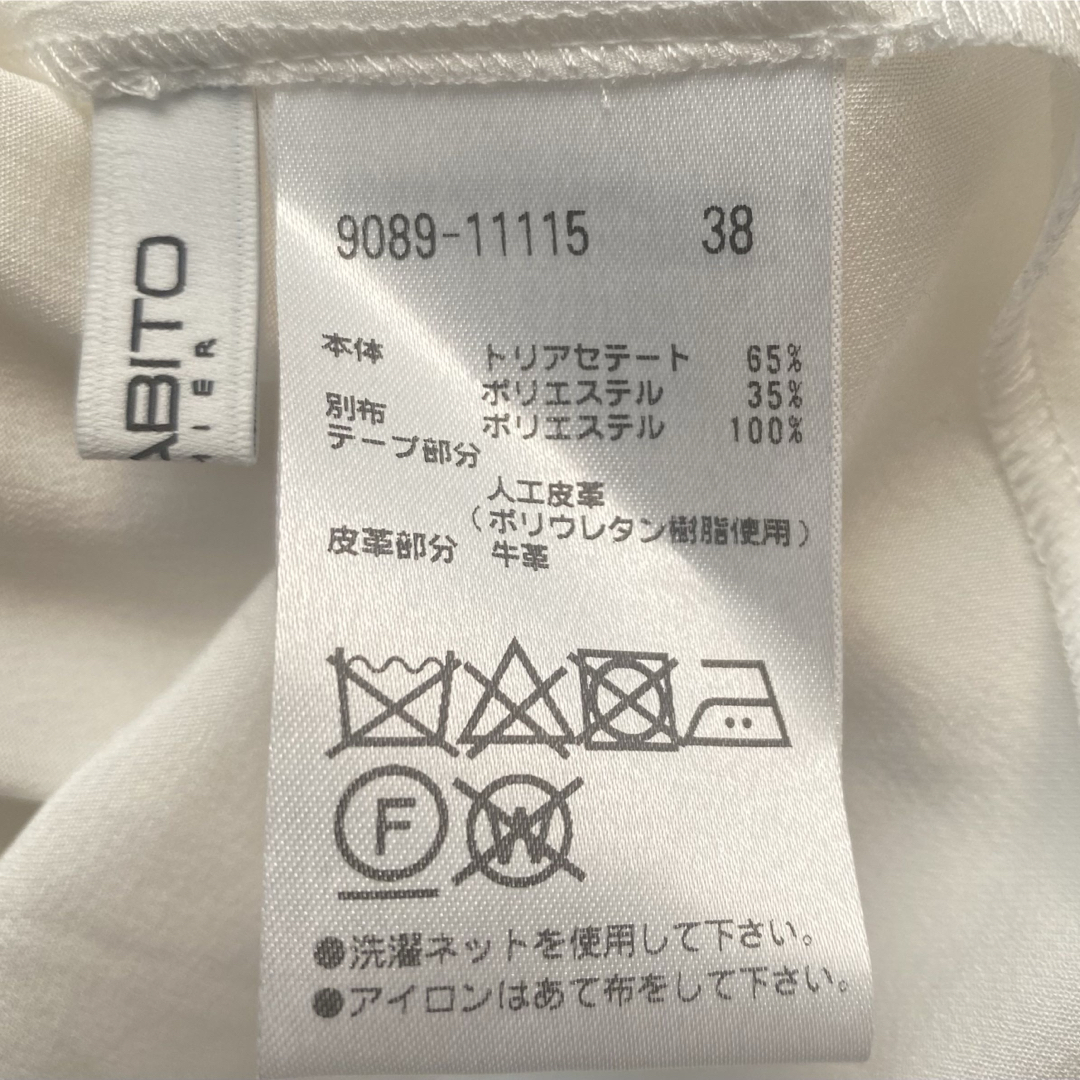 ABITO
IER
9089-11115 38
本体 トリアセテート 65%
ポリエステル 35%
別布 ポリエステル 100%
テープ部分
人工皮革
(ポリウレタン樹脂使用)
皮革部分 牛革
F W
●洗濯ネットを使用して下さい。
●アイロンはあて布をして下さい。